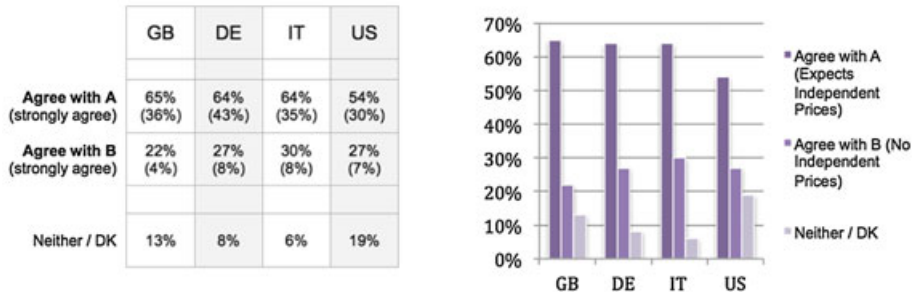 GB DE IT US
Agree with A 65% 64% 64% 54%
(strongly agree) (36%) (43%) (35%) (30%)
Agree with B 22% 27% 30% 27%
(strongly agree) (4%) (8%) (8%) (7%)
Neither / DK 13% 8% 6% 19%
70%
60%
50%
40%
30%
20%
10%
0%
GB DE IT US
Agree with A
(Expects
Independent
Prices)
Agree with B (No
Independent
Prices)
Neither / DK